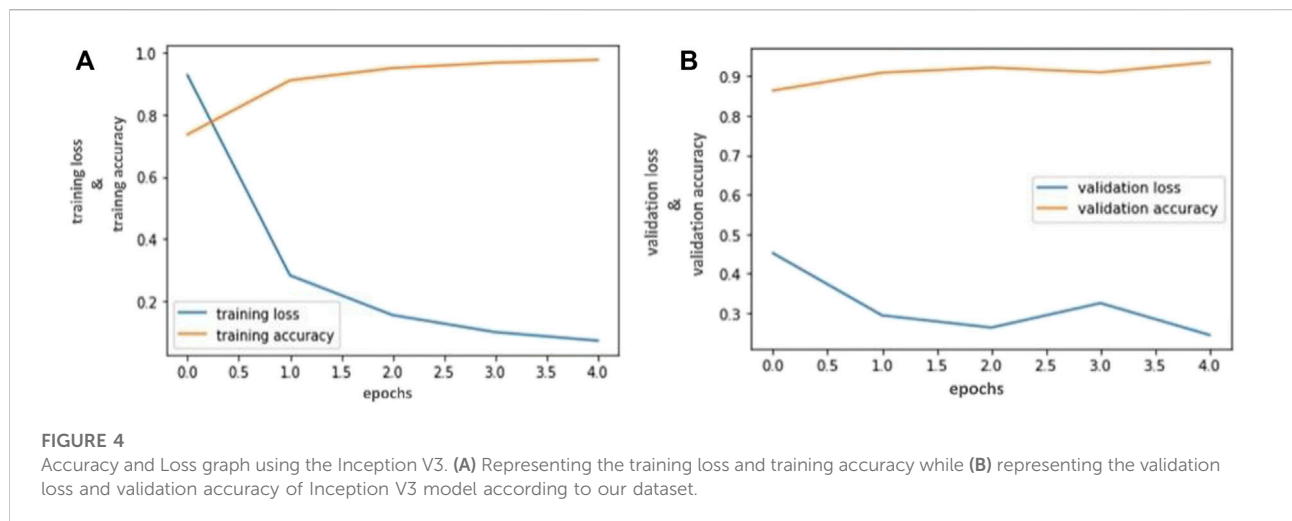 A
training loss
&
trainng accuracy
1.0
0.8
0.6
0.4
0.2
training loss
training accuracy
0.0 0.5 1.0 1.5 2.0 2.5 3.0 3.5 4.0
epochs
B
validation loss
&
validation accuracy
0.9
0.8
0.7
0.6
0.5
0.4
0.3
validation loss
validation accuracy
0.0 0.5 1.0 1.5 2.0 2.5 3.0 3.5 4.0
epochs
FIGURE 4
Accuracy and Loss graph using the Inception V3. (A) Representing the training loss and training accuracy while (B) representing the validation
loss and validation accuracy of Inception V3 model according to our dataset.